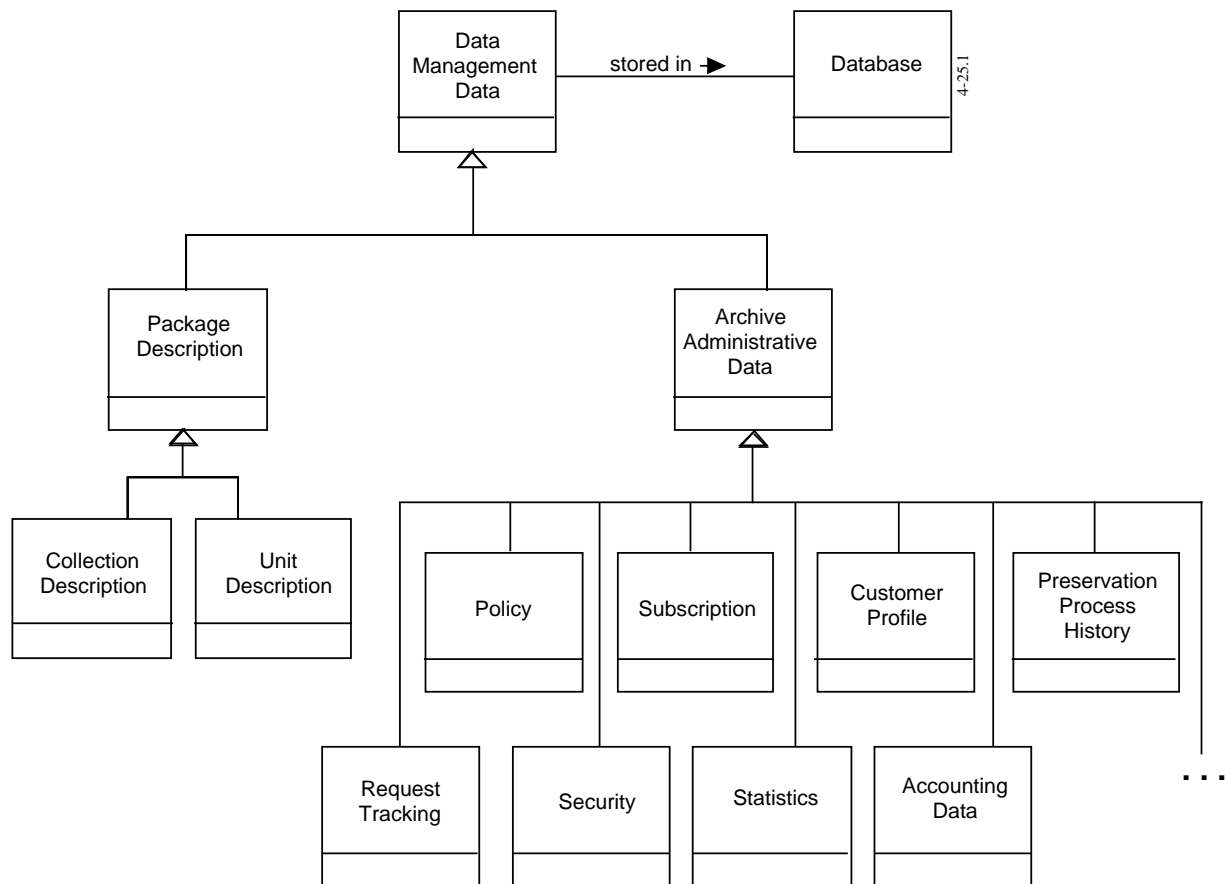 Data
Management
Data
stored in
Database
4-25.1
Package
Description
Archive
Administrative
Data
Collection
Description
Unit
Description
Policy
Subscription
Customer
Profile
Preservation
Process
History
Request
Tracking
Security
Statistics
Accounting
Data
. . .